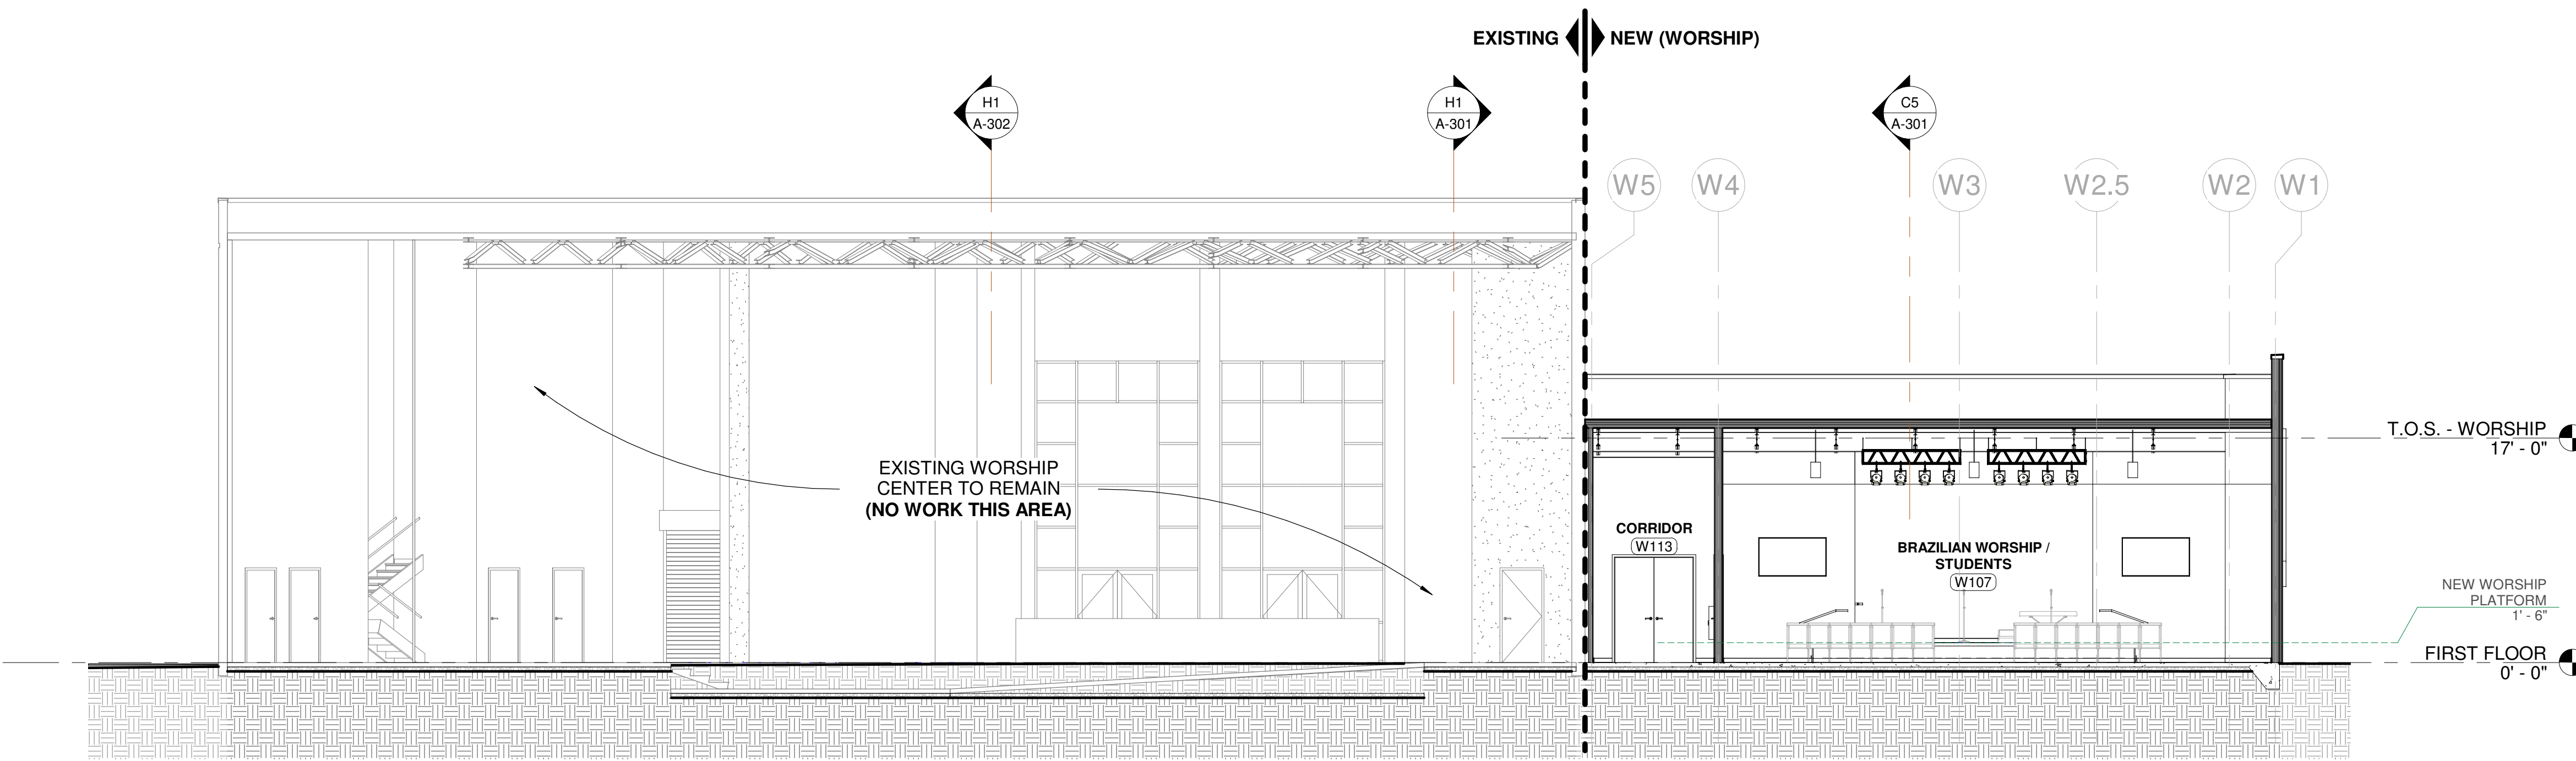 EXISTING NEW (WORSHIP)
H1
A-302
H1
A-301
C5
A-301
W5 W4 W3 W2.5 W2 W1
T.O.S. - WORSHIP
17' - 0"
EXISTING WORSHIP
CENTER TO REMAIN
(NO WORK THIS AREA)
CORRIDOR
W113
BRAZILIAN WORSHIP /
STUDENTS
W107
NEW WORSHIP
PLATFORM
1' - 6"
FIRST FLOOR
0' - 0"